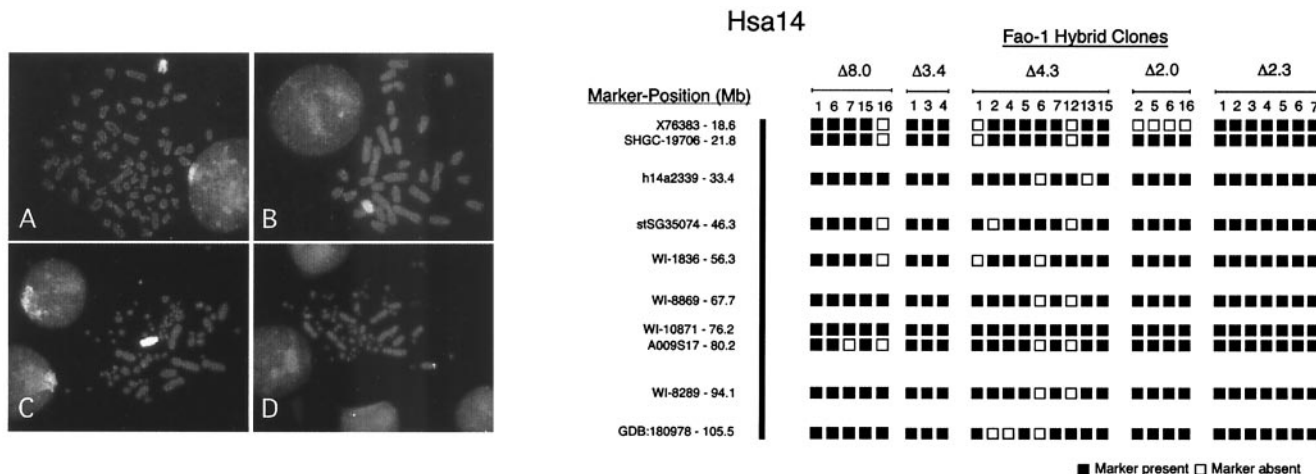 A
B
C
D
Hsa14
Fao-1 Hybrid Clones
Δ8.0 Δ3.4 Δ4.3 Δ2.0 Δ2.3
Marker-Position (Mb)
1 6 7 15 16 1 3 4 1 2 4 5 6 7 12 13 15 2 5 6 16 1 2 3 4 5 6 7
X76383 - 18.6
SHGC-19706 - 21.8
h14a2339 - 33.4
stSG35074 - 46.3
WI-1836 - 56.3
WI-8869 - 67.7
WI-10871 - 76.2
A009S17 - 80.2
WI-8289 - 94.1
GDB:180978 - 105.5
Marker present Marker absent